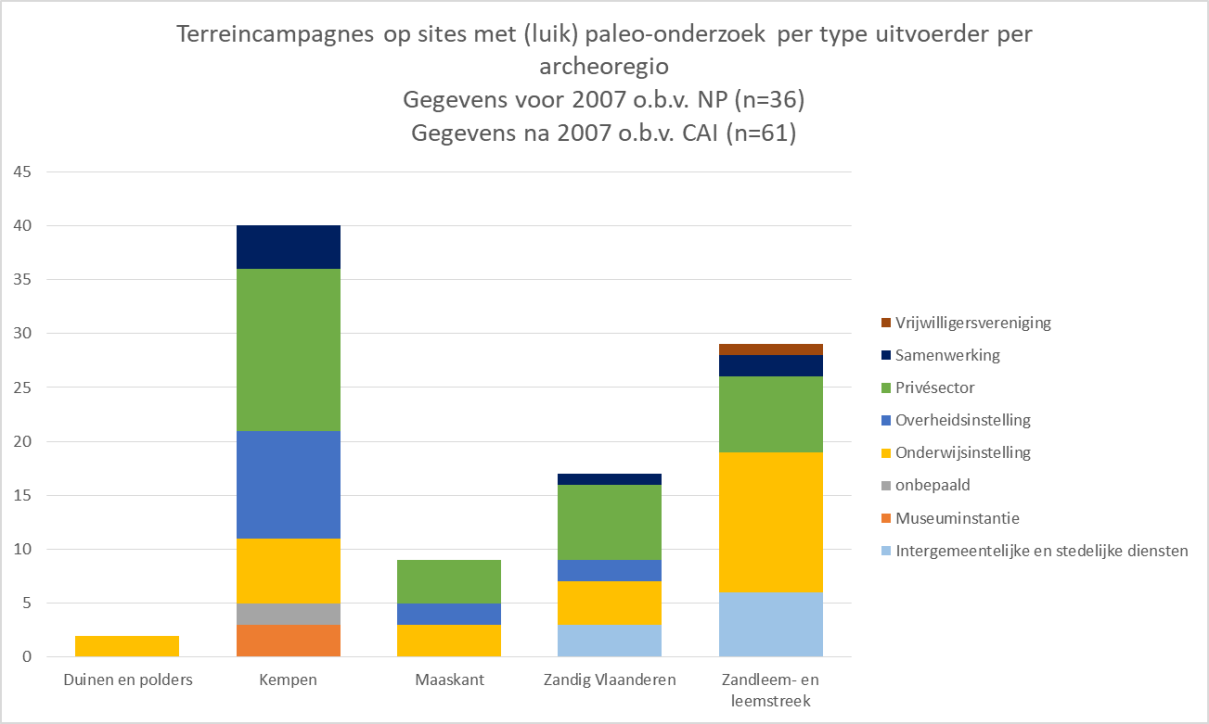 Terreincampagnes op sites met (luik) paleo-onderzoek per type uitvoerder per
archeoregio
Gegevens voor 2007 o.b.v. NP (n=36)
Gegevens na 2007 o.b.v. CAI (n=61)
45
40
35
30
25
20
15
10
5
0
Duinen en polders
Kempen
Maaskant
Zandig Vlaanderen
Zandleem- en
leemstreek
Vrijwilligersvereniging
Samenwerking
Privésector
Overheidsinstelling
Onderwijsinstelling
onbepaald
Museuminstantie
Intergemeentelijke en stedelijke diensten